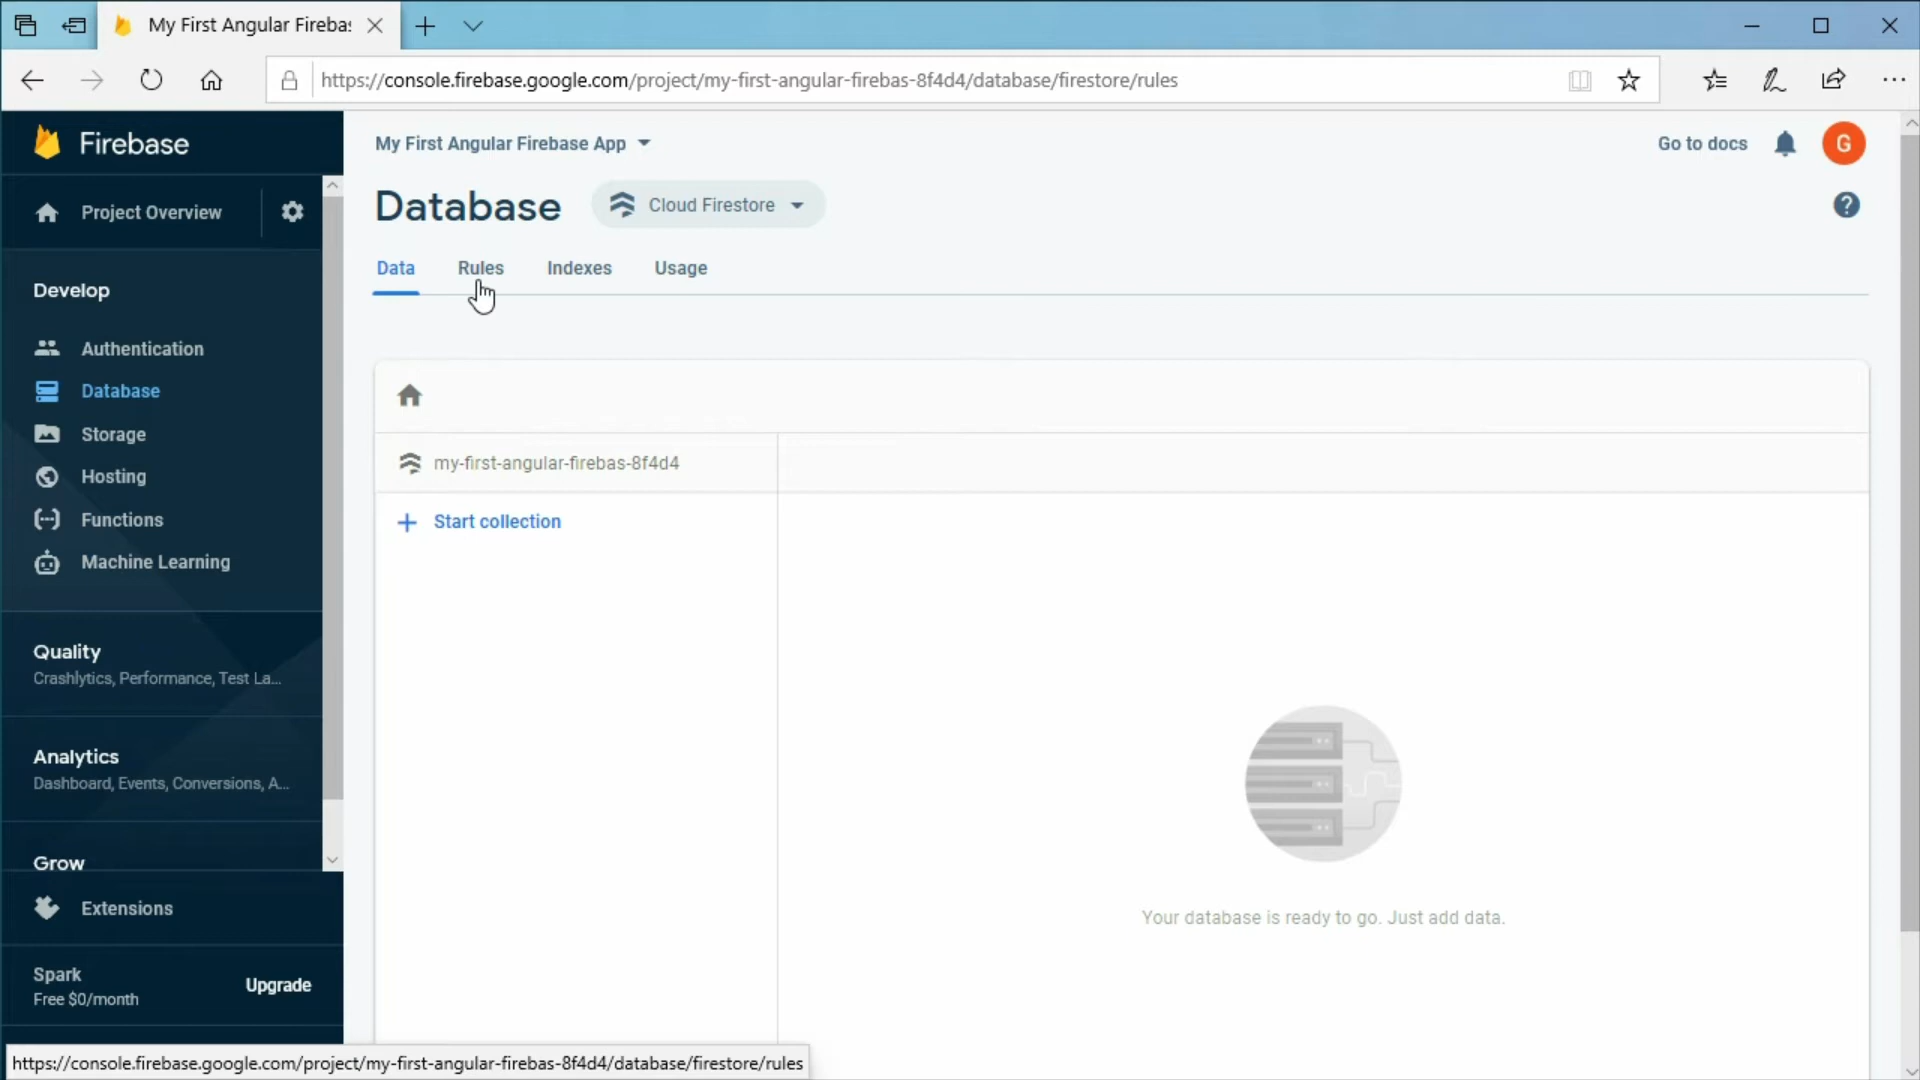 My First Angular Firebas
https://console.firebase.google.com/project/my-first-angular-firebas-8f4d4/database/firestore/rules
Firebase
My First Angular Firebase App
Go to docs
G
Project Overview
Database
Cloud Firestore
?
Data
Rules
Indexes
Usage
Develop
Authentication
Database
Storage
Hosting
Functions
Machine Learning
my-first-angular-firebas-8f4d4
Start collection
Quality
Crashlytics, Performance, Test La...
Analytics
Dashboard, Events, Conversions, A...
Grow
Extensions
Your database is ready to go. Just add data.
Spark
Free $0/month
Upgrade
https://console.firebase.google.com/project/my-first-angular-firebas-8f4d4/database/firestore/rules